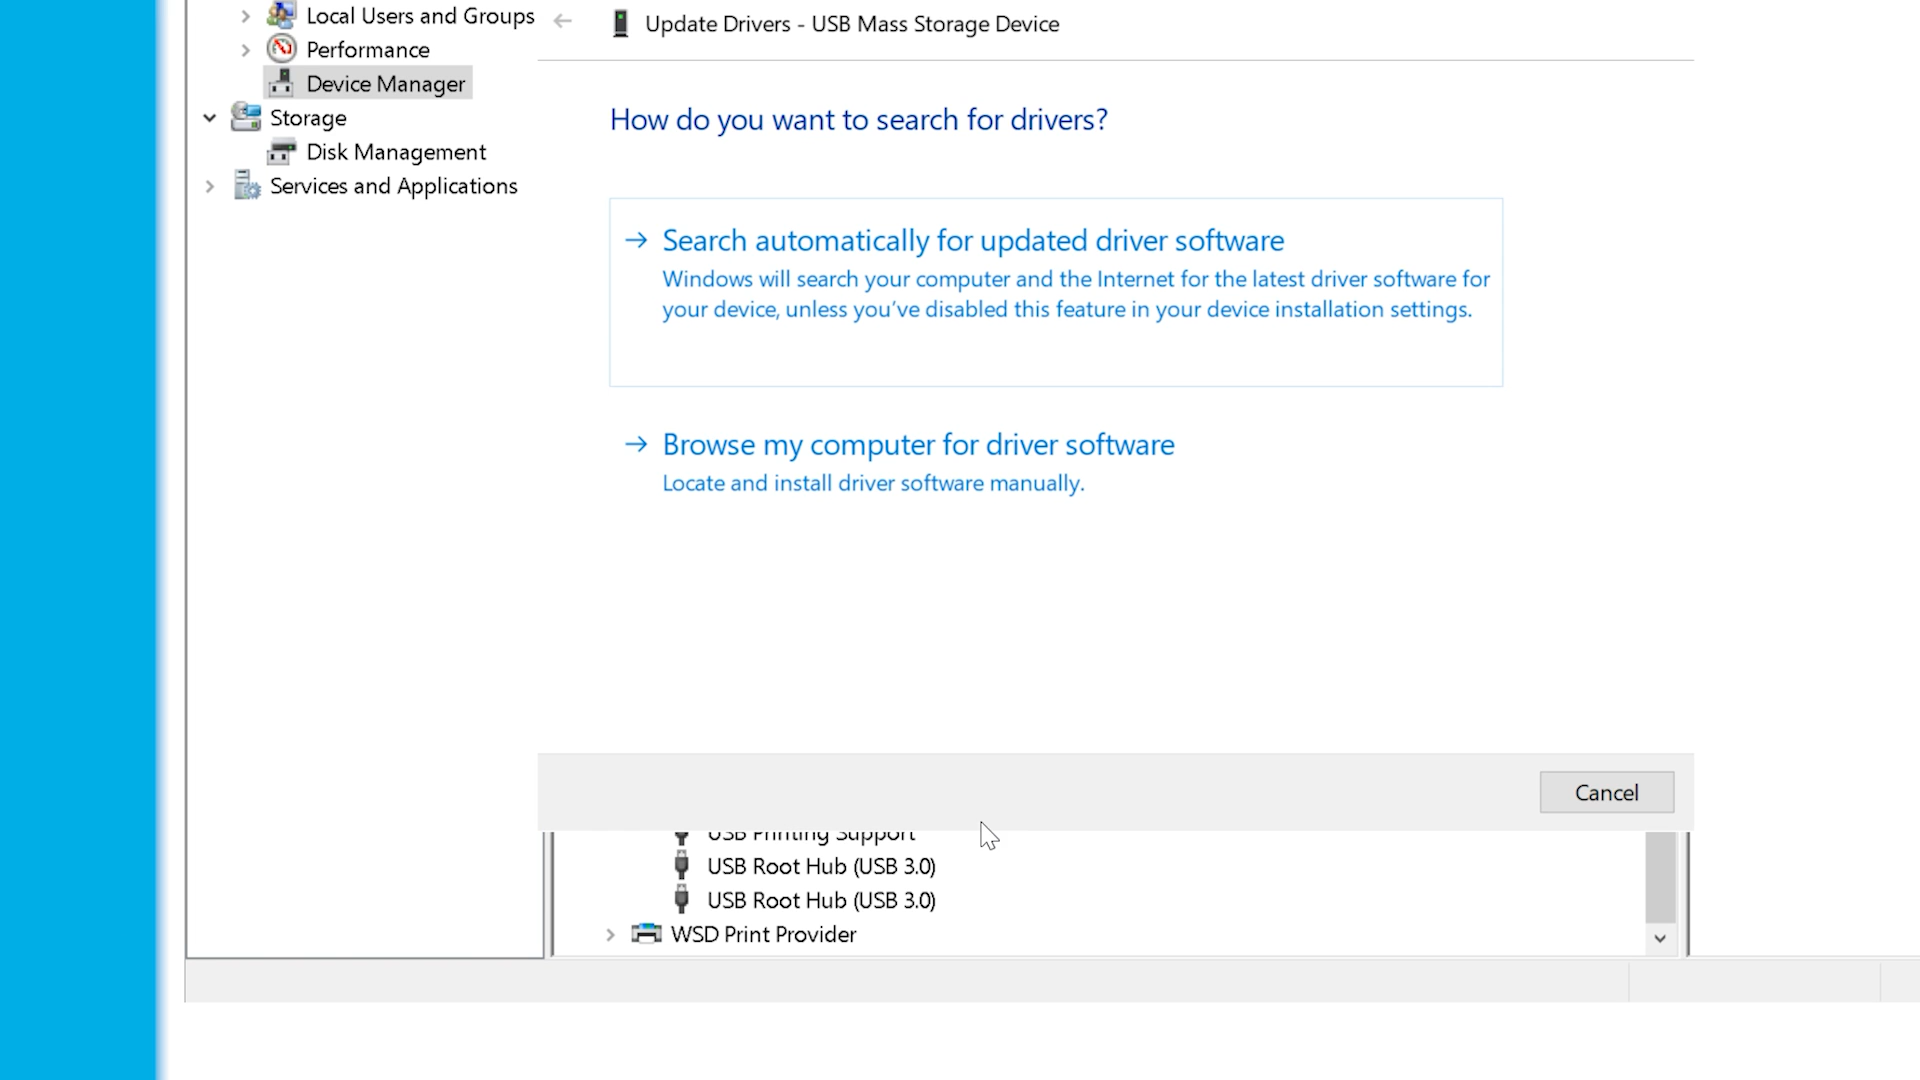 Local Users and Groups
Performance
Device Manager
Storage
Disk Management
Services and Applications
Update Drivers - USB Mass Storage Device
How do you want to search for drivers?
Search automatically for updated driver software
Windows will search your computer and the Internet for the latest driver software for
your device, unless you've disabled this feature in your device installation settings.
Browse my computer for driver software
Locate and install driver software manually.
Cancel
USB Printing Support
USB Root Hub (USB 3.0)
USB Root Hub (USB 3.0)
WSD Print Provider